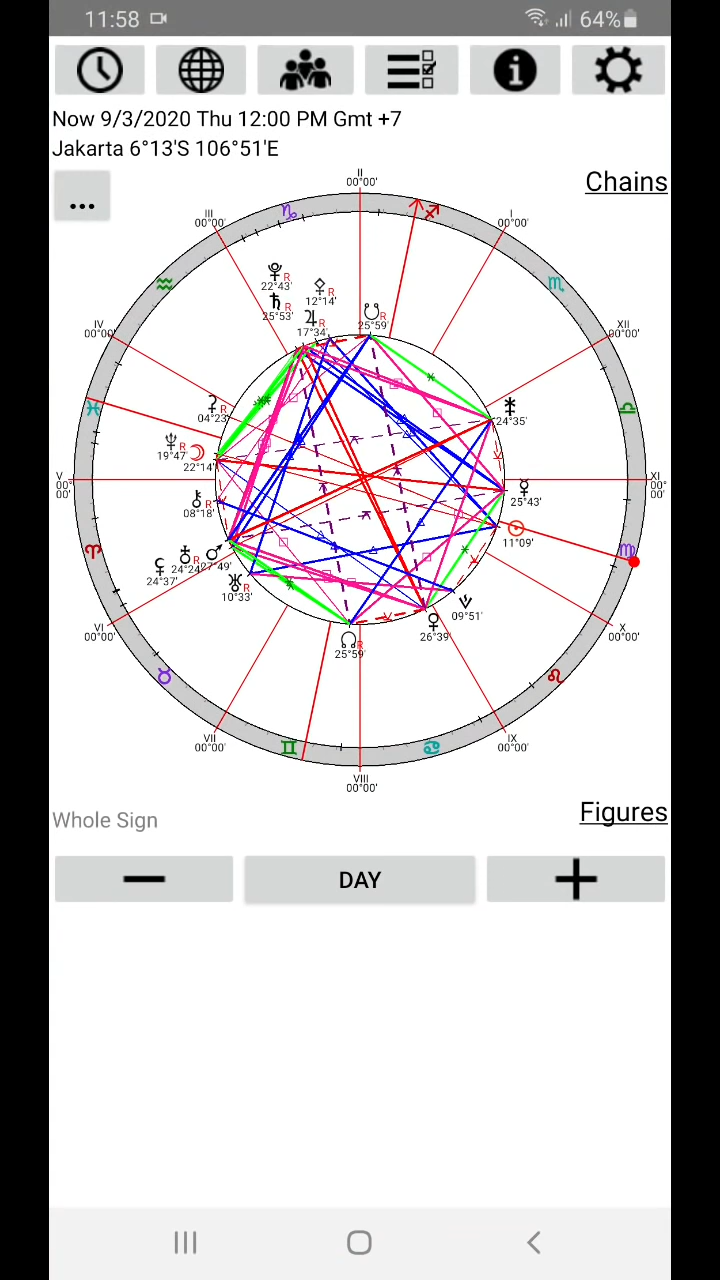 11:58 64%
Now 9/3/2020 Thu 12:00 PM Gmt +7
Jakarta 6°13'S 106°51'E
...
Chains
II
00°00'
III
00°00'
I
00°00'
R
22°43'
R
25°53'
R
12°14'
R
17°34'
R
25°59'
IV
00°00'
XII
00°00'
R
04°23'
24°35'
R
19°47'
22°14'
V
00°
00'
XI
00°
00'
25°43'
R
08°18'
11°09'
R
24°37'
27°49'
R
10°33'
09°51'
VI
00°00'
X
00°00'
26°39'
R
25°59'
VII
00°00'
IX
00°00'
VIII
00°00'
Whole Sign
Figures
DAY